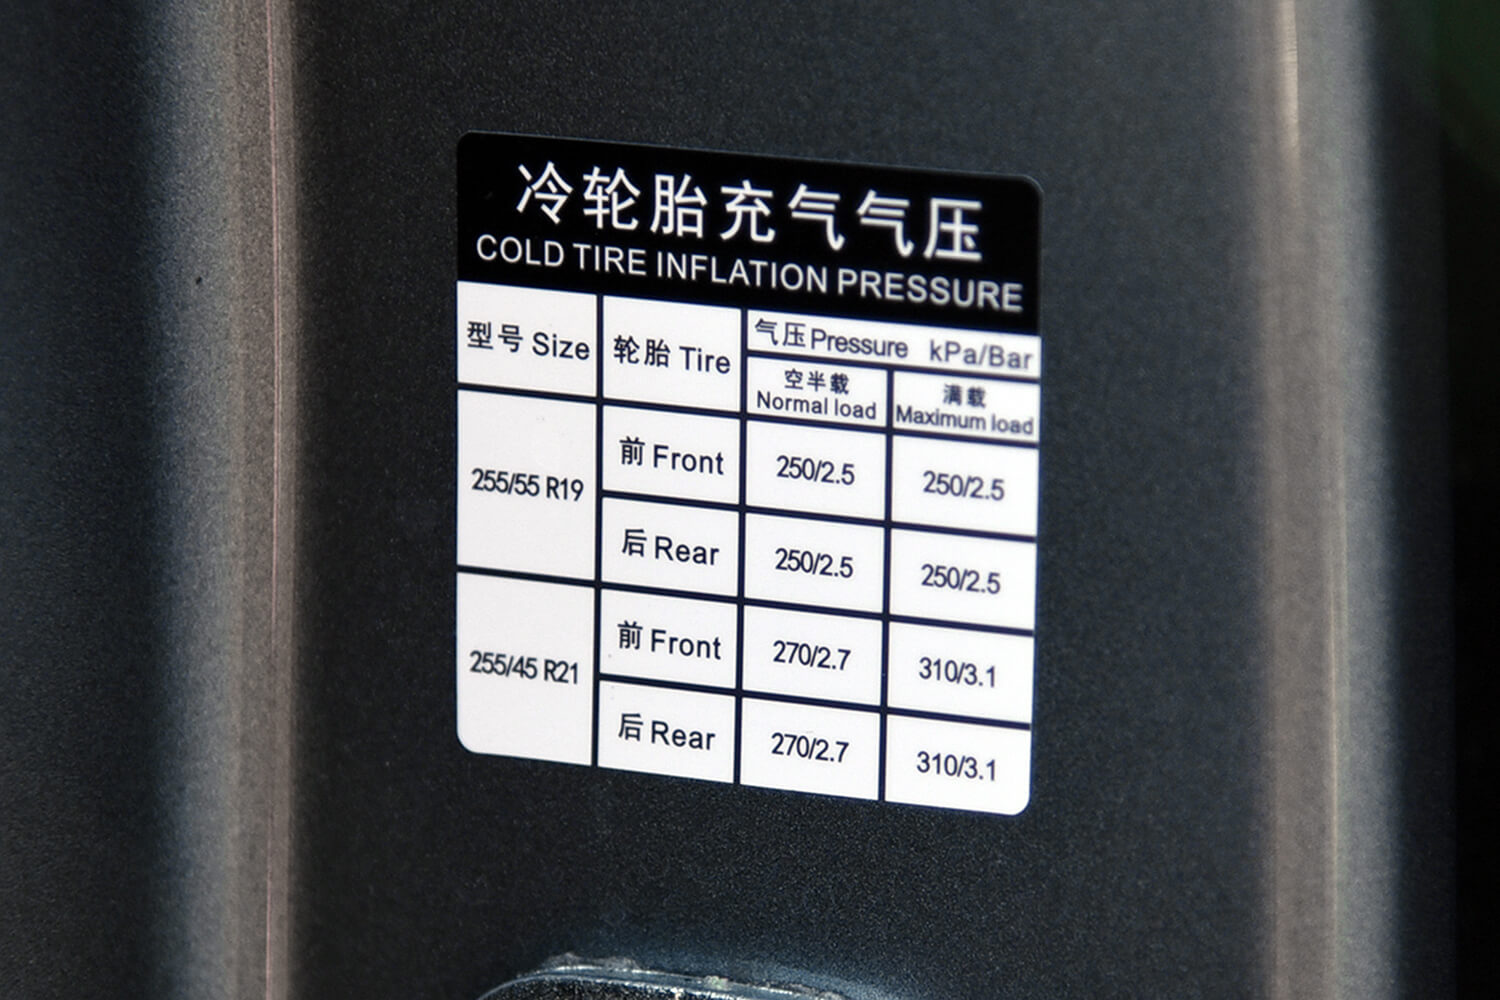 冷轮胎充气气压
COLD TIRE INFLATION PRESSURE
型号 Size
轮胎 Tire
气压 Pressure kPa/Bar
空半载
Normal load
满载
Maximum load
255/55 R19
前 Front
250/2.5
250/2.5
后 Rear
250/2.5
250/2.5
255/45 R21
前 Front
270/2.7
310/3.1
后 Rear
270/2.7
310/3.1